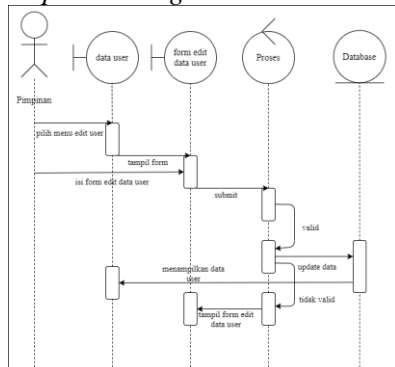 data user
form edit
data user
Proses
Database
Pimpinan
pilih menu edit user
tampil form
isi form edit data user
submit
valid
update data
menampilkan data
user
tidak valid
tampil form edit
data user